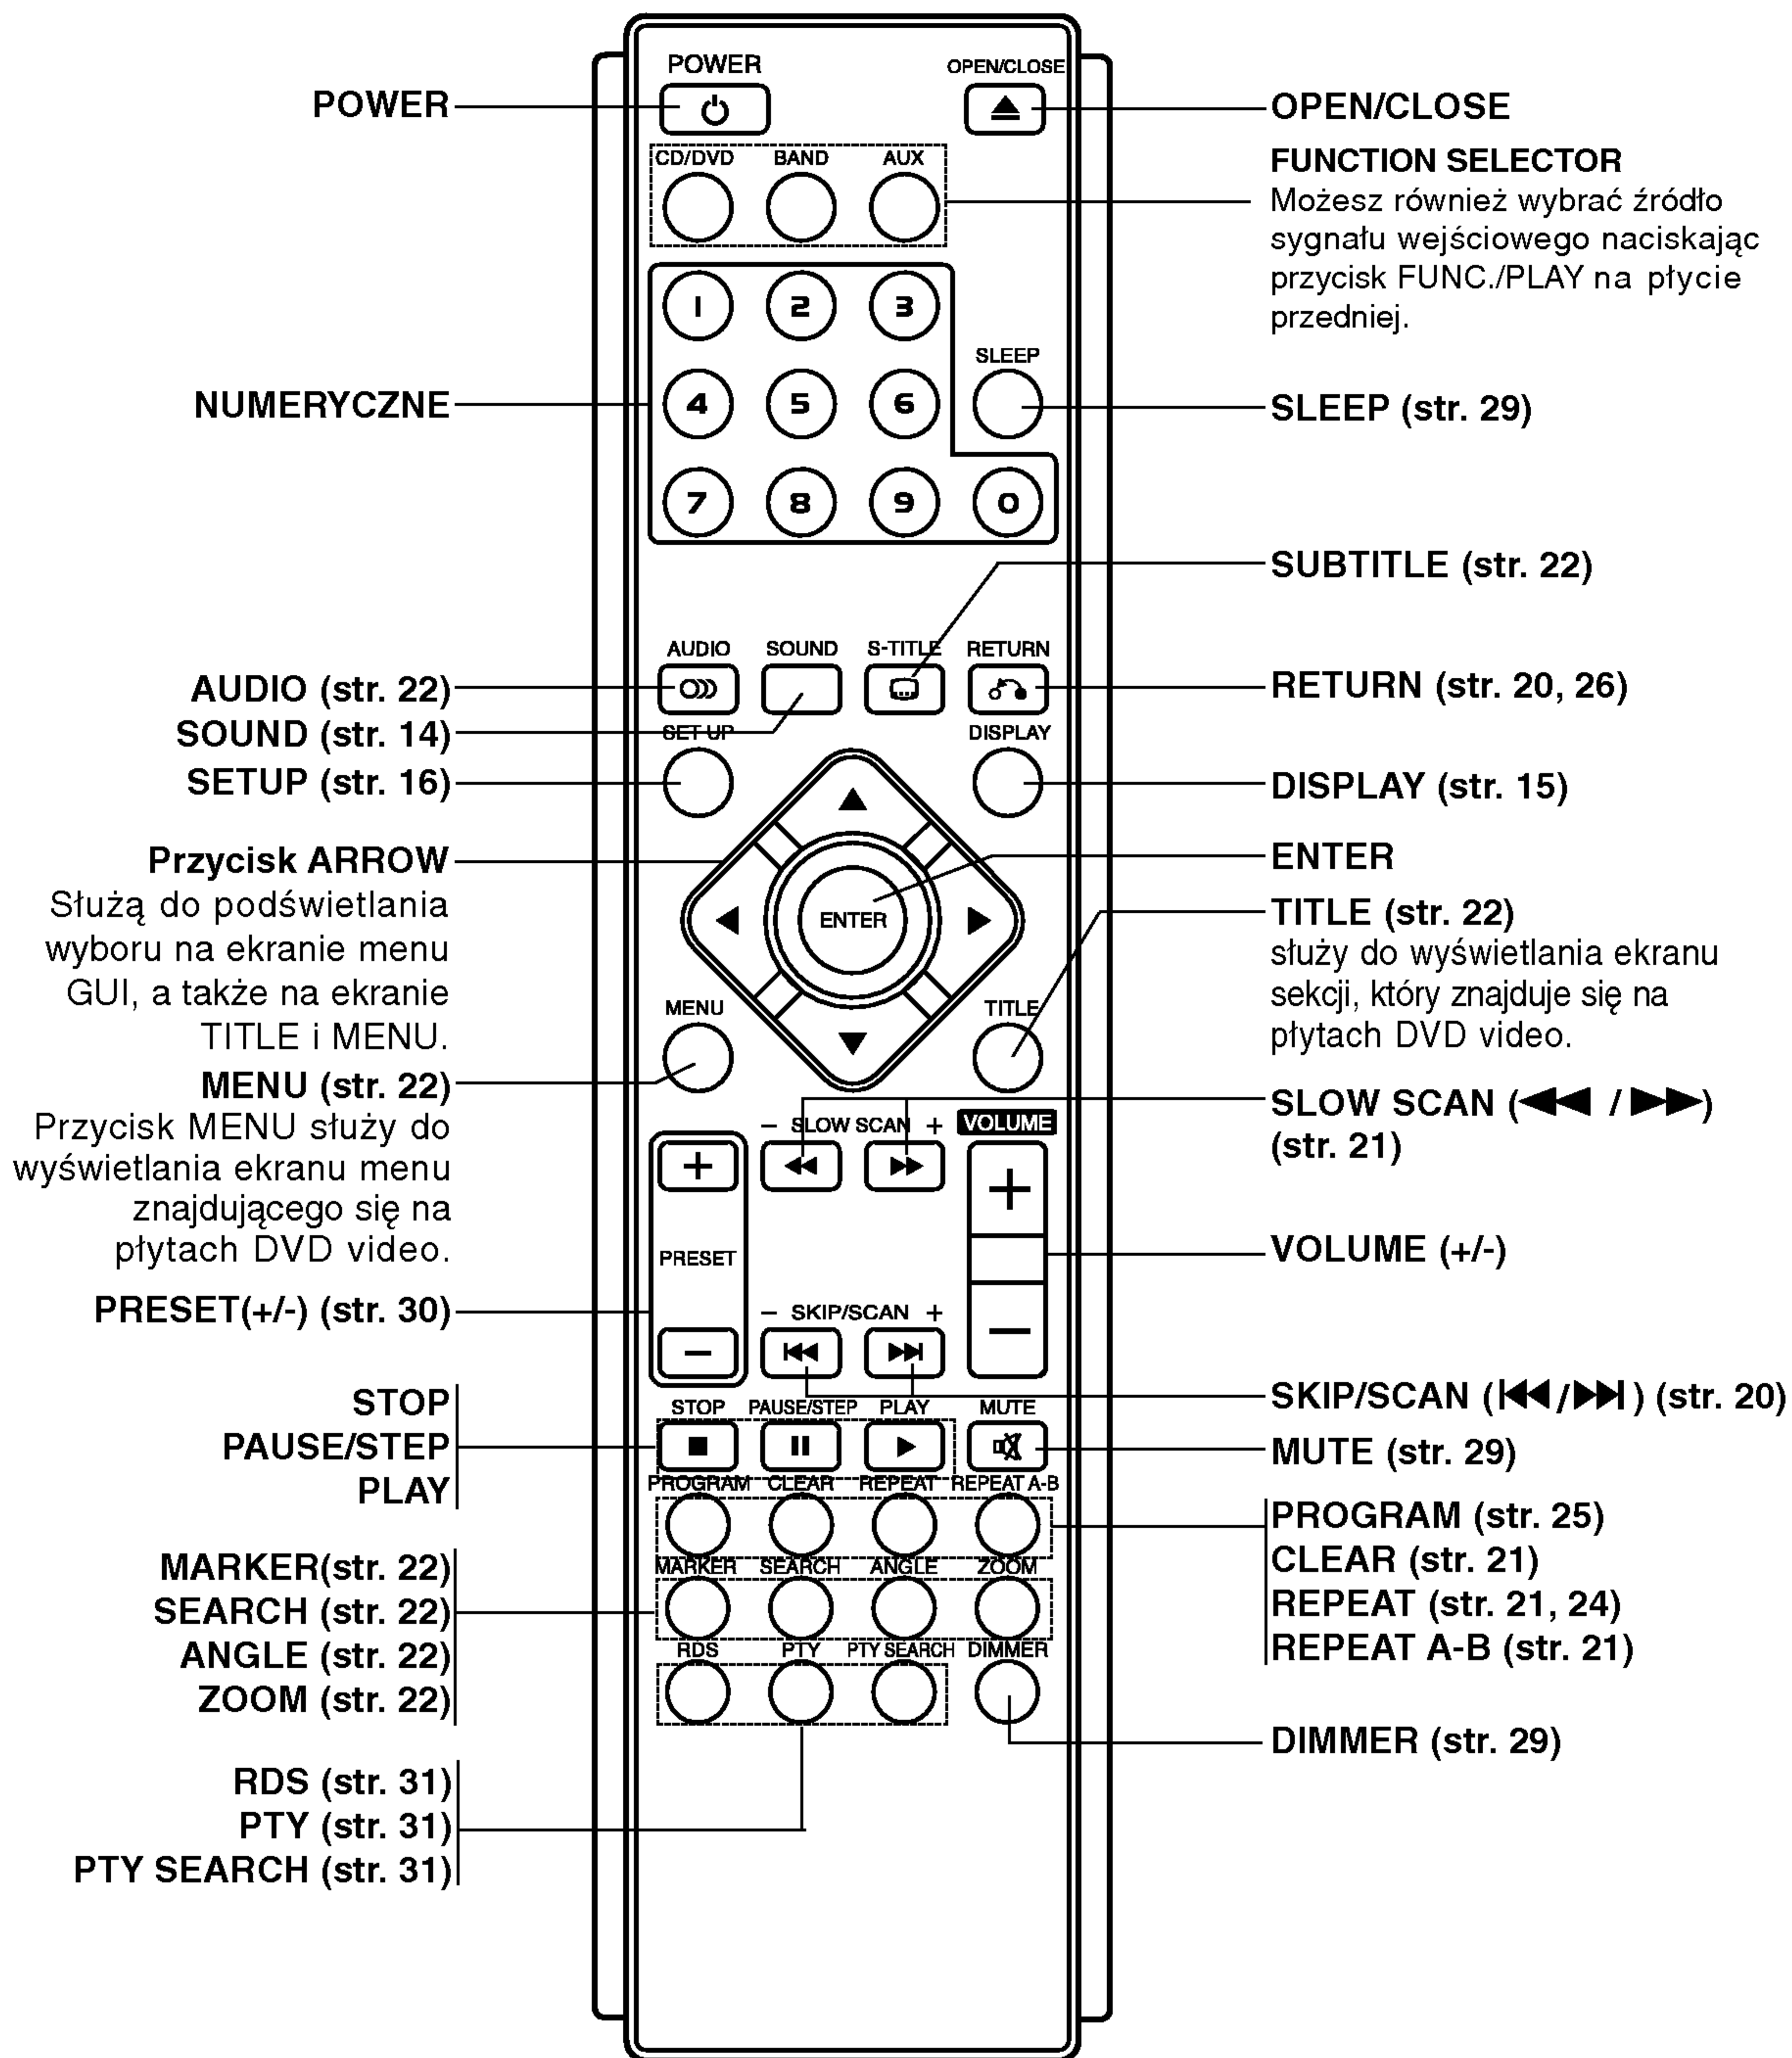 POWER
OPEN/CLOSE
CD/DVD BAND AUX
1 2 3
SLEEP
4 5 6
7 8 9 0
AUDIO SOUND S-TITLE RETURN
SET UP DISPLAY
ENTER
MENU TITLE
- SLOW SCAN + VOLUME
+ +
PRESET
- SKIP/SCAN + −
−
STOP PAUSE/STEP PLAY MUTE
PROGRAM CLEAR REPEAT REPEAT A-B
MARKER SEARCH ANGLE ZOOM
RDS PTY PTY SEARCH DIMMER
POWER
NUMERYCZNE
AUDIO (str. 22)
SOUND (str. 14)
SETUP (str. 16)
Przycisk ARROW
Służą do podświetlania
wyboru na ekranie menu
GUI, a także na ekranie
TITLE i MENU.
MENU (str. 22)
Przycisk MENU służy do
wyświetlania ekranu menu
znajdującego się na
płytach DVD video.
PRESET(+/-) (str. 30)
STOP
PAUSE/STEP
PLAY
MARKER(str. 22)
SEARCH (str. 22)
ANGLE (str. 22)
ZOOM (str. 22)
RDS (str. 31)
PTY (str. 31)
PTY SEARCH (str. 31)
OPEN/CLOSE
FUNCTION SELECTOR
Możesz również wybrać źródło
sygnału wejściowego naciskając
przycisk FUNC./PLAY na płycie
przedniej.
SLEEP (str. 29)
SUBTITLE (str. 22)
RETURN (str. 20, 26)
DISPLAY (str. 15)
ENTER
TITLE (str. 22)
służy do wyświetlania ekranu
sekcji, który znajduje się na
płytach DVD video.
SLOW SCAN (◀◀ / ▶▶)
(str. 21)
VOLUME (+/-)
SKIP/SCAN (|◀◀/▶▶|) (str. 20)
MUTE (str. 29)
PROGRAM (str. 25)
CLEAR (str. 21)
REPEAT (str. 21, 24)
REPEAT A-B (str. 21)
DIMMER (str. 29)